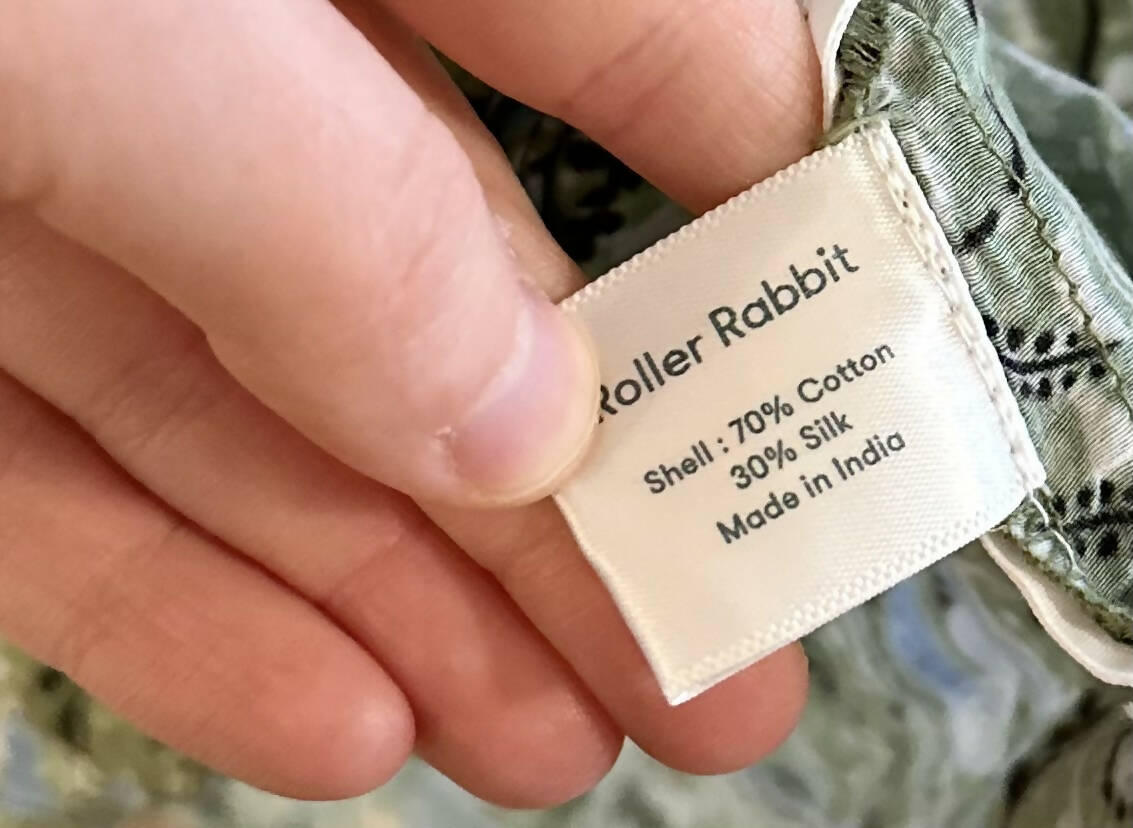 Roller Rabbit
Shell : 70% Cotton
30% Silk
Made in India